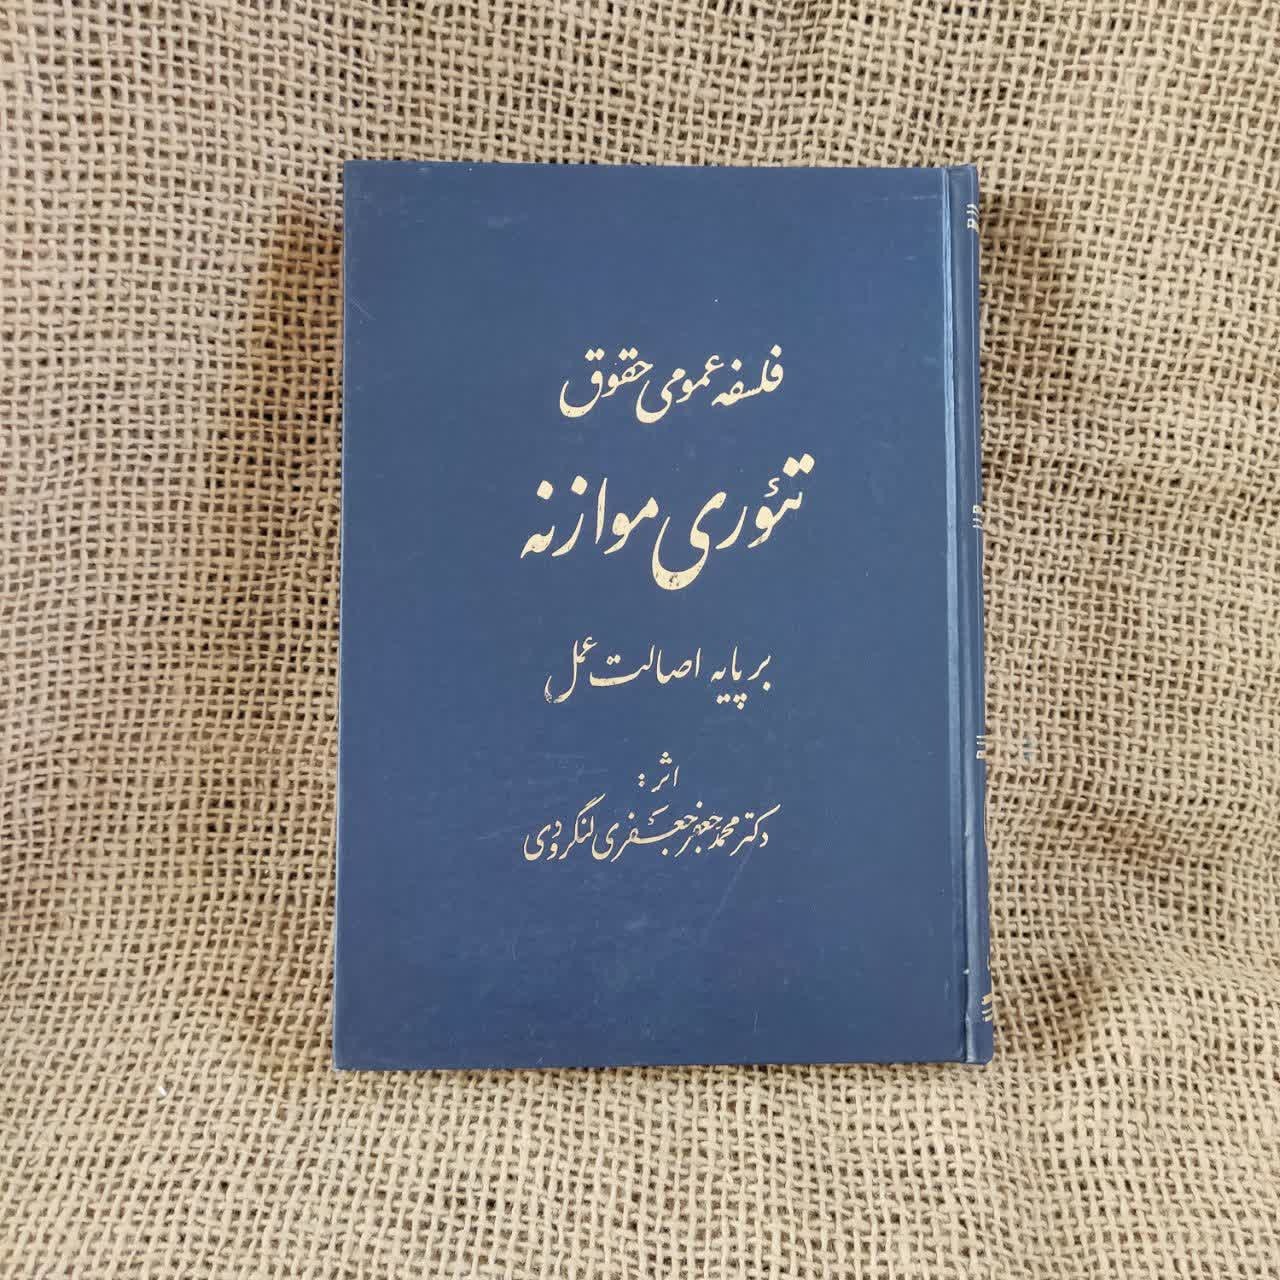 فلسفه عمومی حقوق
تئوری موازنه
بر پایه اصالت عمل
اثر:
دکتر محمد جعفر جعفری لنگرودی